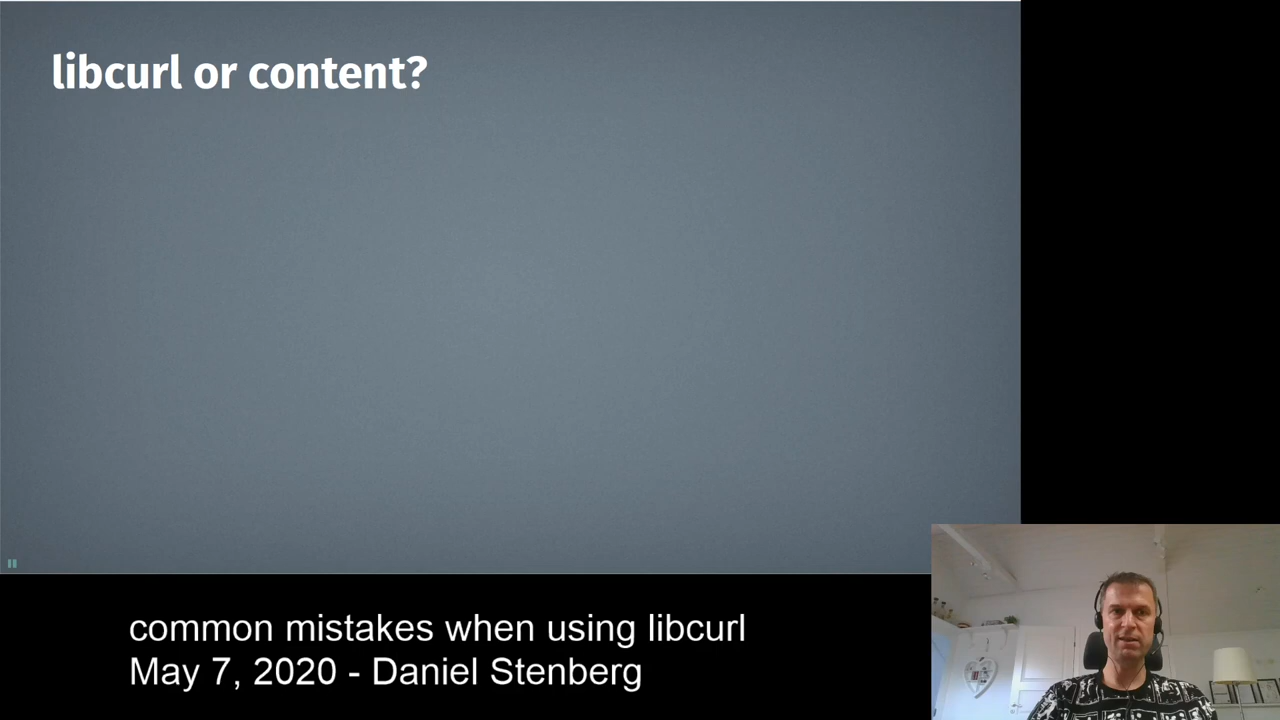 libcurl or content?
common mistakes when using libcurl
May 7, 2020 - Daniel Stenberg